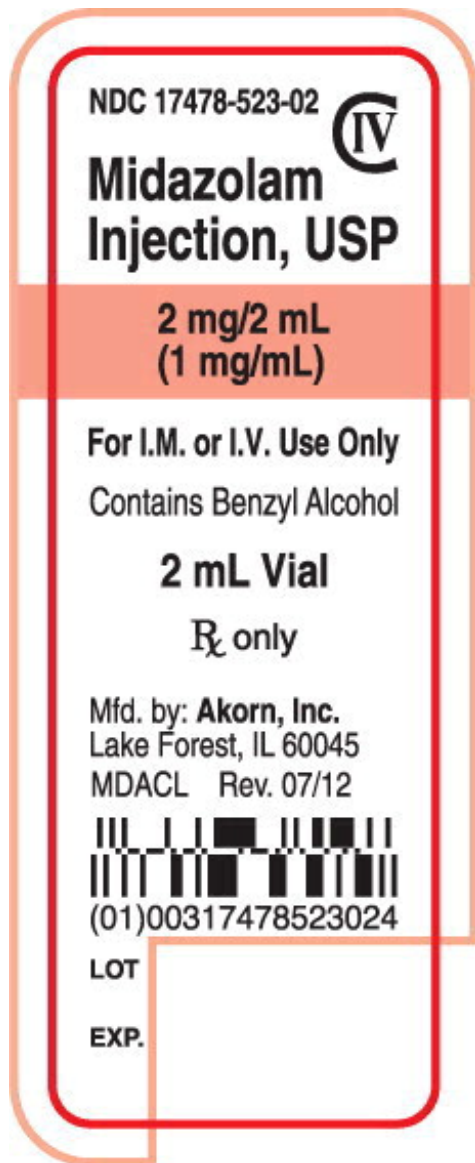 NDC 17478-523-02
CIV
Midazolam
Injection, USP
2 mg/2 mL
(1 mg/mL)
For I.M. or I.V. Use Only
Contains Benzyl Alcohol
2 mL Vial
℞ only
Mfd. by: Akorn, Inc.
Lake Forest, IL 60045
MDACL Rev. 07/12
(01)00317478523024
LOT
EXP.